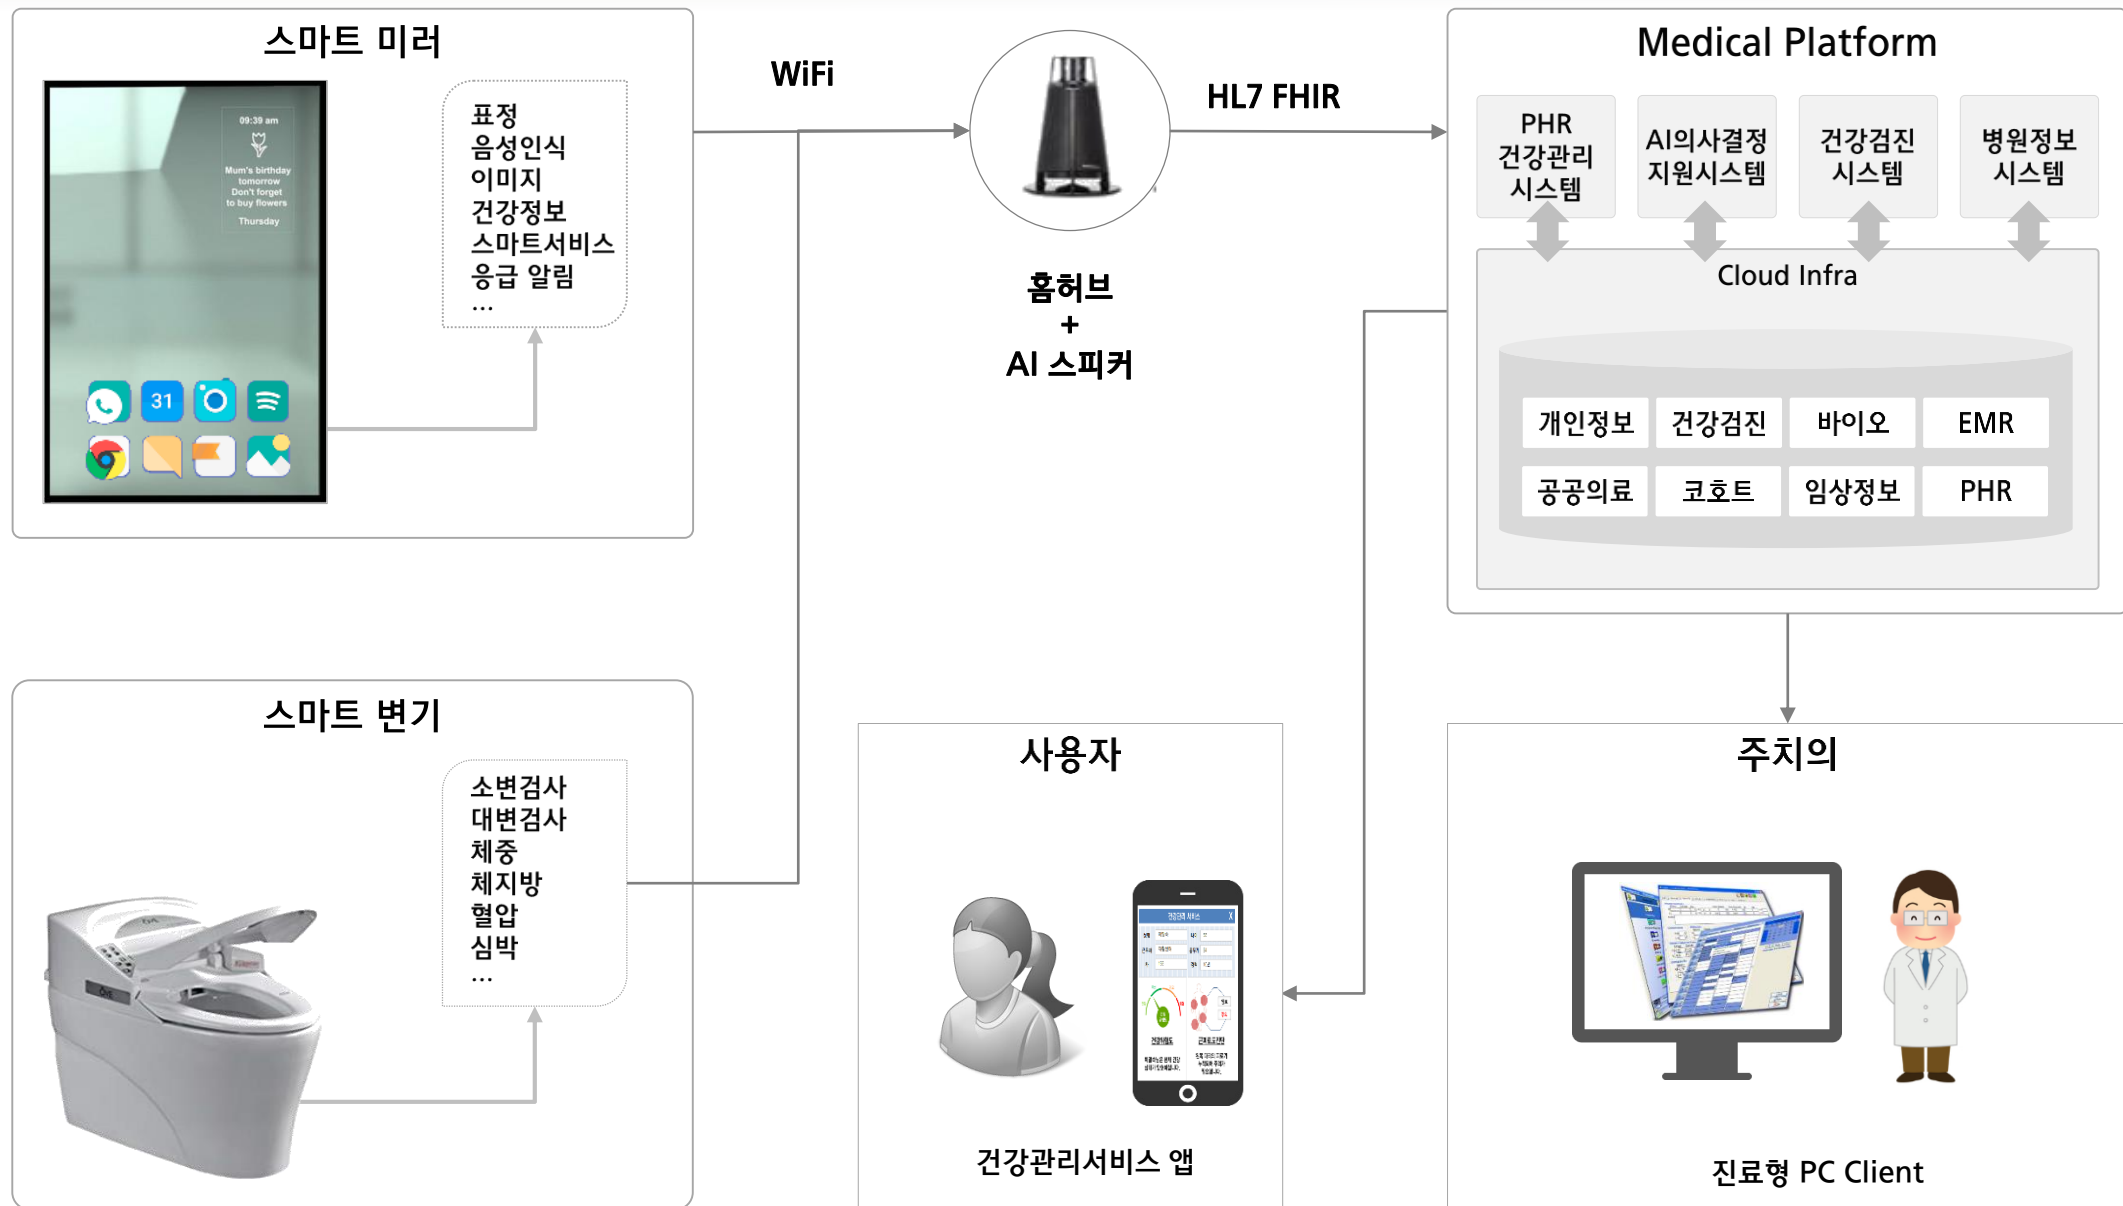 스마트 미러
09:39 am
Mum's birthday
tomorrow
Don't forget
to buy flowers
Thursday
31
표정
음성인식
이미지
건강정보
스마트서비스
응급 알림
...
WiFi
홈허브
+
AI 스피커
HL7 FHIR
Medical Platform
PHR
건강관리
시스템
AI의사결정
지원시스템
건강검진
시스템
병원정보
시스템
Cloud Infra
개인정보
건강검진
바이오
EMR
공공의료
코호트
임상정보
PHR
스마트 변기
소변검사
대변검사
체중
체지방
혈압
심박
...
사용자
건강관리 서비스 X
건강관리서비스 앱
주치의
진료형 PC Client